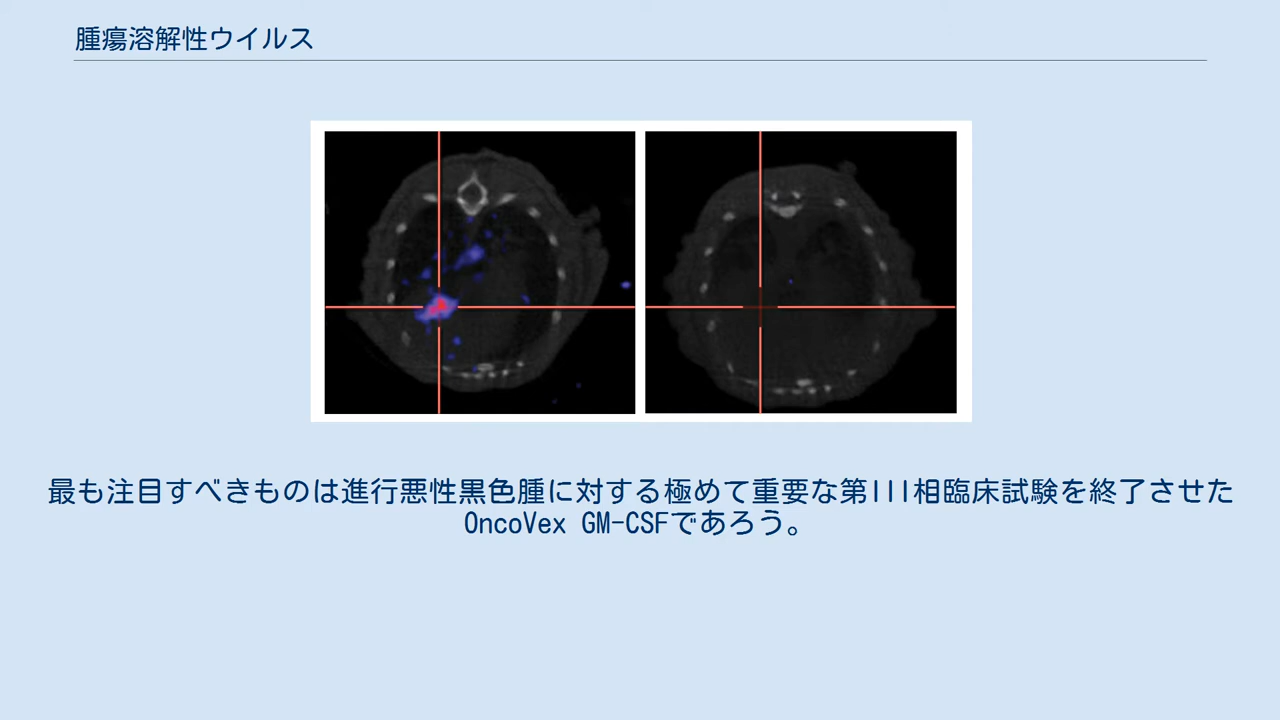 腫瘍溶解性ウイルス
最も注目すべきものは進行悪性黒色腫に対する極めて重要な第III相臨床試験を終了させた
OncoVex GM-CSFであろう。